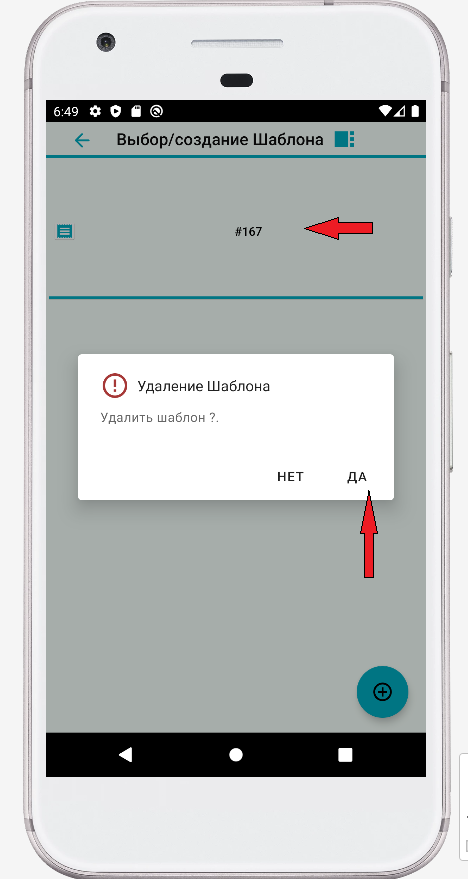 6:49
Выбор/создание Шаблона
#167
Удаление Шаблона
Удалить шаблон ?.
НЕТ ДА